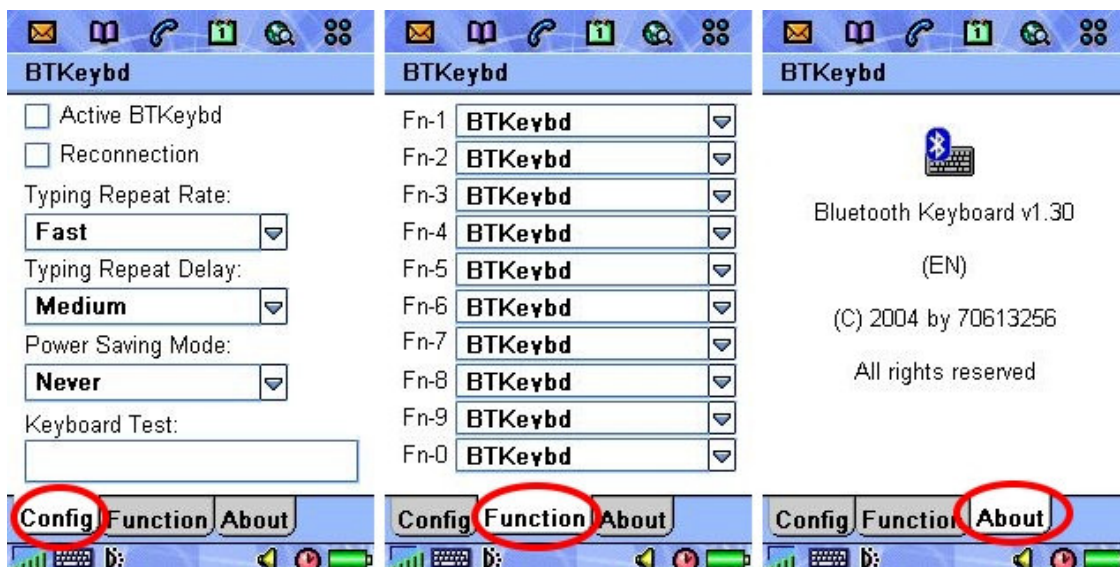 BTKeybd
Active BTKeybd
Reconnection
Typing Repeat Rate:
Fast
Typing Repeat Delay:
Medium
Power Saving Mode:
Never
Keyboard Test:
Config Function About
BTKeybd
Fn-1 BTKeybd
Fn-2 BTKeybd
Fn-3 BTKeybd
Fn-4 BTKeybd
Fn-5 BTKeybd
Fn-6 BTKeybd
Fn-7 BTKeybd
Fn-8 BTKeybd
Fn-9 BTKeybd
Fn-0 BTKeybd
Config Function About
BTKeybd
Bluetooth Keyboard v1.30
(EN)
(C) 2004 by 70613256
All rights reserved
Config Function About